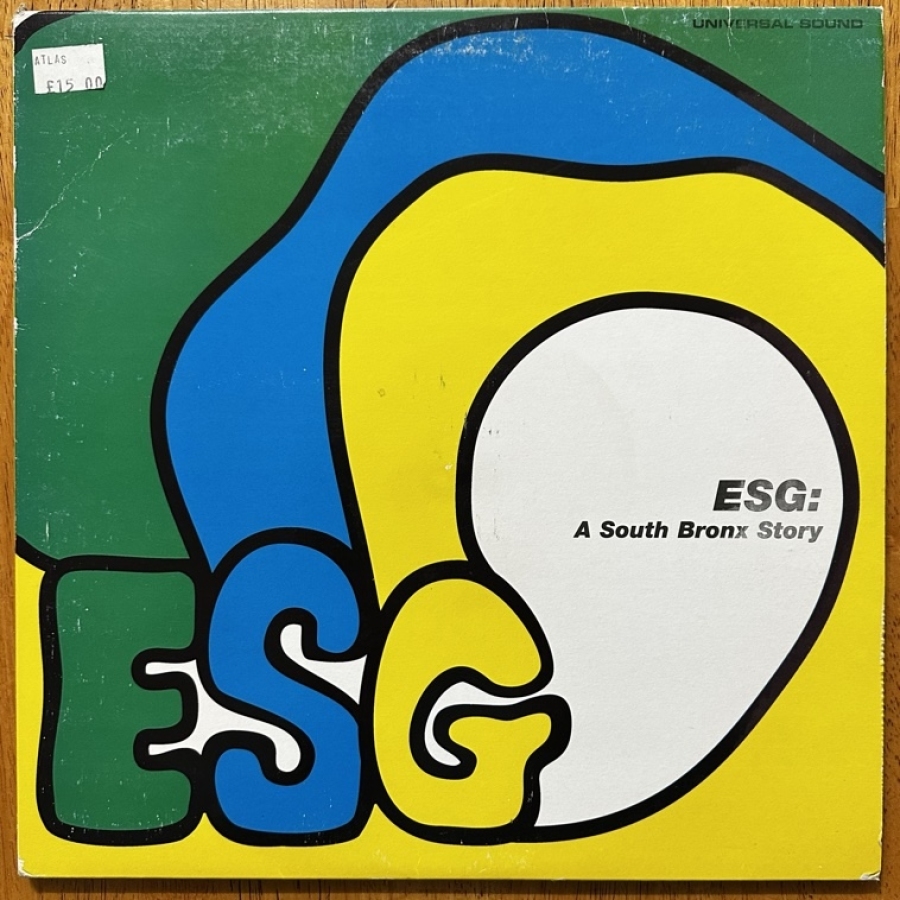 UNIVERSAL SOUND
ATLAS
£15.00
ESG:
A South Bronx Story
ESG